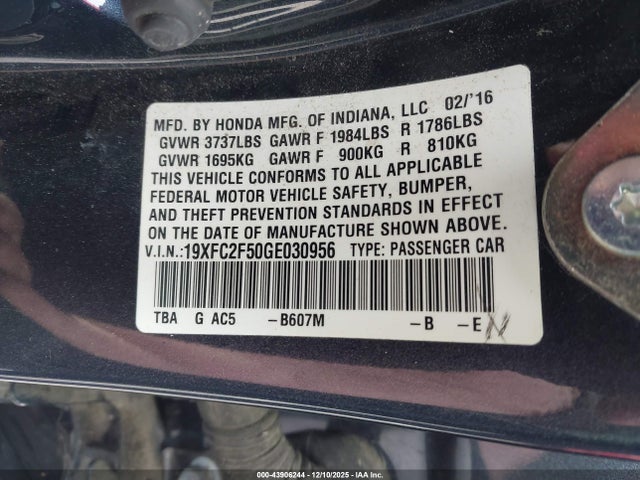 MFD. BY HONDA MFG. OF INDIANA, LLC 02/'16
GVWR 3737LBS GAWR F 1984LBS R 1786LBS
GVWR 1695KG GAWR F 900KG R 810KG
THIS VEHICLE CONFORMS TO ALL APPLICABLE
FEDERAL MOTOR VEHICLE SAFETY, BUMPER,
AND THEFT PREVENTION STANDARDS IN EFFECT
ON THE DATE OF MANUFACTURE SHOWN ABOVE.
V.I.N.:19XFC2F50GE030956 TYPE: PASSENGER CAR
TBA G AC5 -B607M -B -E N
000-43906244 - 12/10/2025 - IAAI, Inc.